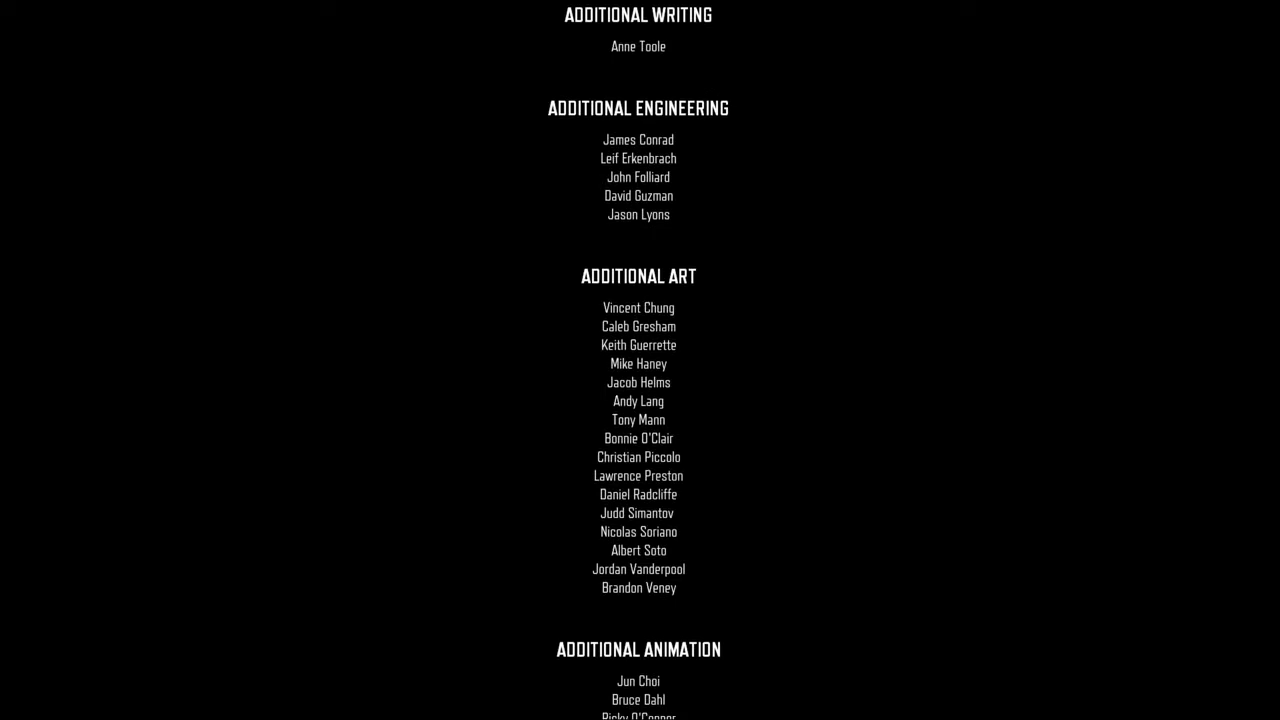 ADDITIONAL WRITING
Anne Toole
ADDITIONAL ENGINEERING
James Conrad
Leif Erkenbrach
John Folliard
David Guzman
Jason Lyons
ADDITIONAL ART
Vincent Chung
Caleb Gresham
Keith Guerrette
Mike Haney
Jacob Helms
Andy Lang
Tony Mann
Bonnie O'Clair
Christian Piccolo
Lawrence Preston
Daniel Radcliffe
Judd Simantov
Nicolas Soriano
Albert Soto
Jordan Vanderpool
Brandon Veney
ADDITIONAL ANIMATION
Jun Choi
Bruce Dahl